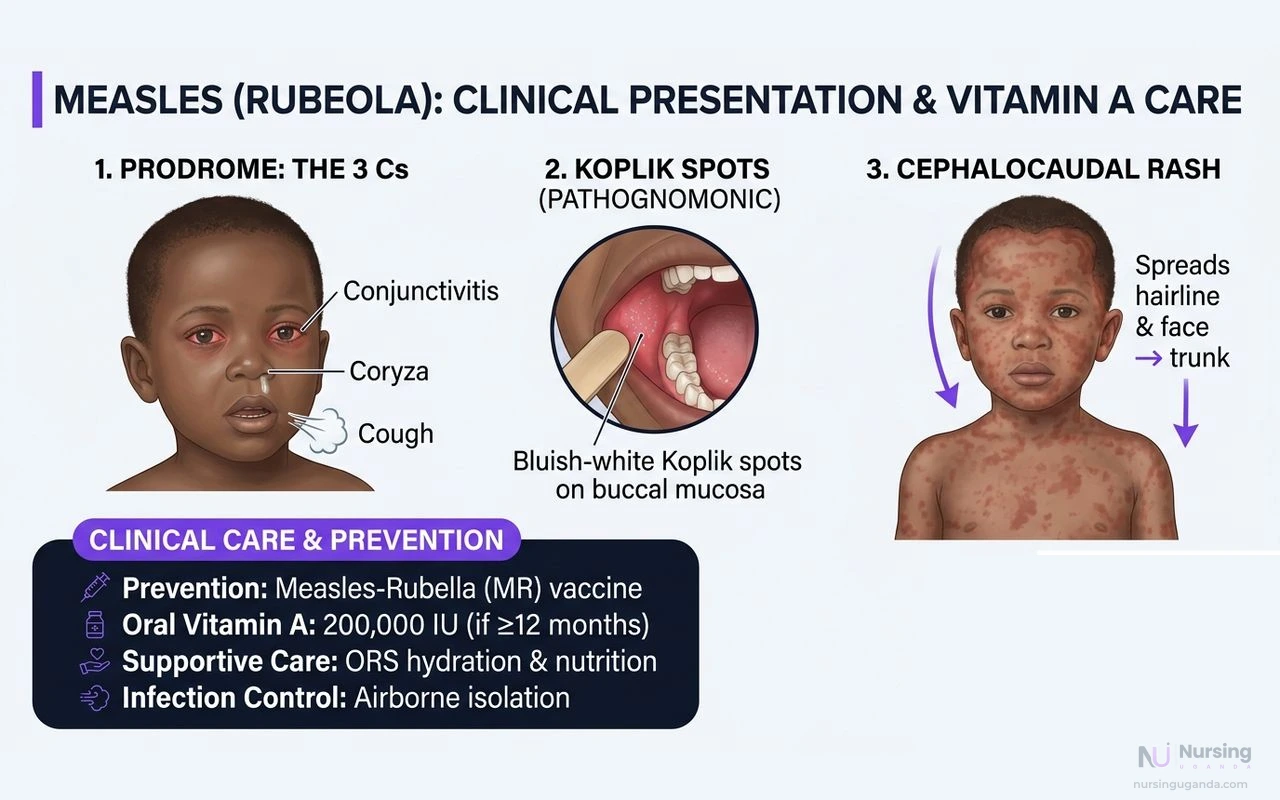 MEASLES (RUBEOLA): CLINICAL PRESENTATION & VITAMIN A CARE
1. PRODROME: THE 3 Cs
Conjunctivitis
Coryza
Cough
2. KOPLIK SPOTS
(PATHOGNOMONIC)
Bluish-white Koplik spots
on buccal mucosa
3. CEPHALOCAUDAL RASH
Spreads
hairline
& face
→ trunk
CLINICAL CARE & PREVENTION
Prevention: Measles-Rubella (MR) vaccine
Oral Vitamin A: 200,000 IU (if ≥12 months)
Supportive Care: ORS hydration & nutrition
Infection Control: Airborne isolation
NU Nursing
UGANDA
nursinguganda.com